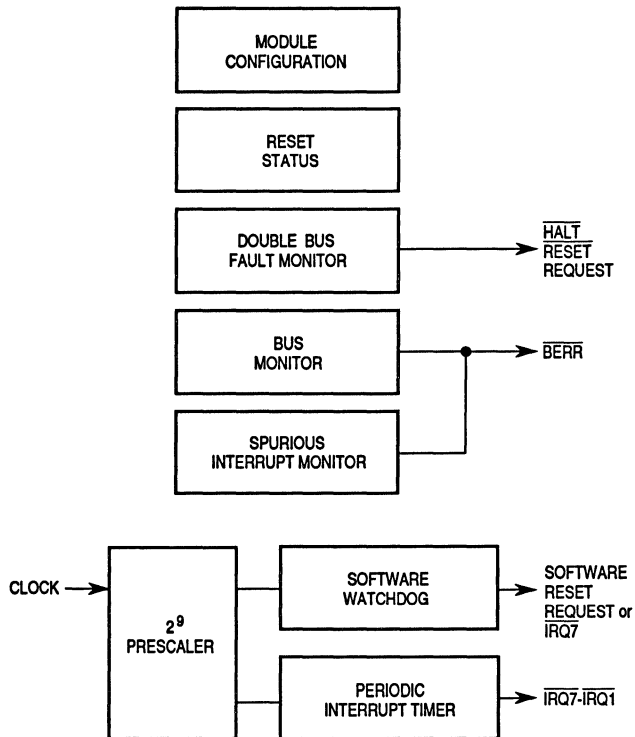 MODULE
CONFIGURATION
RESET
STATUS
DOUBLE BUS
FAULT MONITOR
HALT
RESET
REQUEST
BUS
MONITOR
BERR
SPURIOUS
INTERRUPT MONITOR
CLOCK
2⁹
PRESCALER
SOFTWARE
WATCHDOG
SOFTWARE
RESET
REQUEST or
IRQ7
PERIODIC
INTERRUPT TIMER
IRQ7-IRQ1